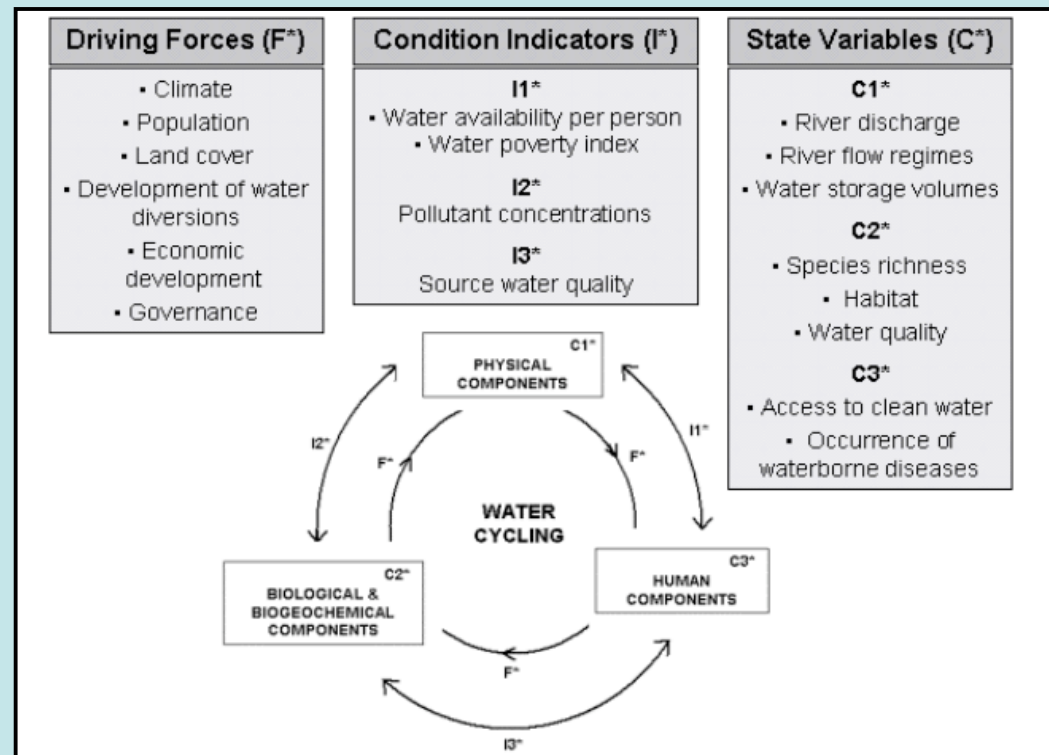 Driving Forces (F*)
▪ Climate
▪ Population
▪ Land cover
▪ Development of water
diversions
▪ Economic
development
▪ Governance
Condition Indicators (I*)
I1*
▪ Water availability per person
▪ Water poverty index
I2*
Pollutant concentrations
I3*
Source water quality
State Variables (C*)
C1*
▪ River discharge
▪ River flow regimes
▪ Water storage volumes
C2*
▪ Species richness
▪ Habitat
▪ Water quality
C3*
▪ Access to clean water
▪ Occurrence of
waterborne diseases
C1*
PHYSICAL
COMPONENTS
I2*
I1*
F*
F*
WATER
CYCLING
C2*
BIOLOGICAL &
BIOGEOCHEMICAL
COMPONENTS
C3*
HUMAN
COMPONENTS
F*
I3*